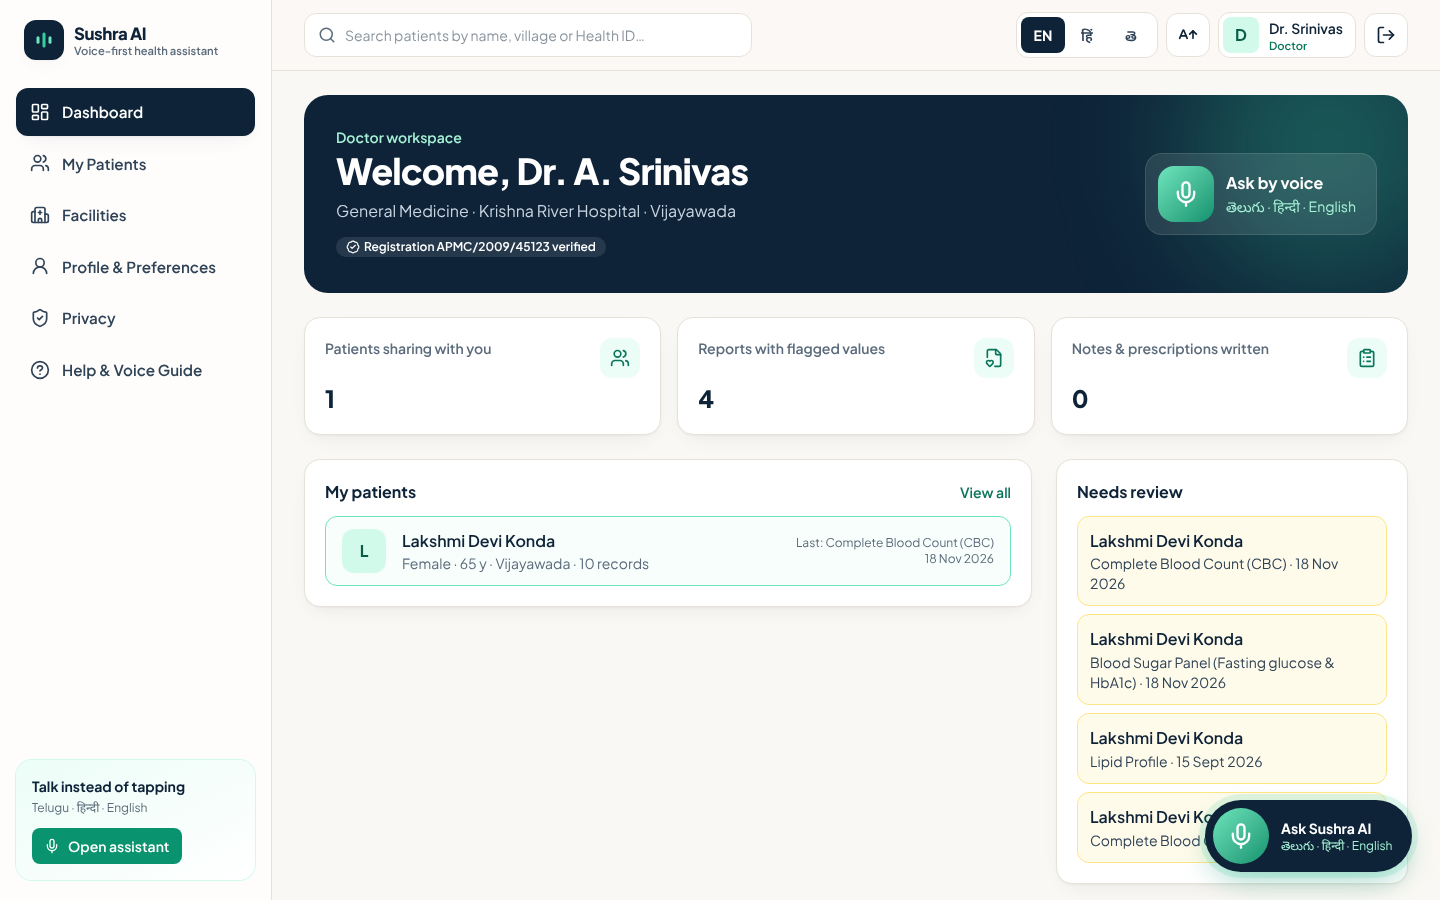 Sushra AI
Voice-first health assistant
Dashboard
My Patients
Facilities
Profile & Preferences
Privacy
Help & Voice Guide
Talk instead of tapping
Telugu · हिन्दी · English
Open assistant
Search patients by name, village or Health ID...
EN
हिं
తె
A↑
D
Dr. Srinivas
Doctor
Doctor workspace
Welcome, Dr. A. Srinivas
General Medicine · Krishna River Hospital · Vijayawada
Registration APMC/2009/45123 verified
Ask by voice
తెలుగు · हिन्दी · English
Patients sharing with you
1
Reports with flagged values
4
Notes & prescriptions written
0
My patients
View all
L
Lakshmi Devi Konda
Female · 65 y · Vijayawada · 10 records
Last: Complete Blood Count (CBC)
18 Nov 2026
Needs review
Lakshmi Devi Konda
Complete Blood Count (CBC) · 18 Nov
2026
Lakshmi Devi Konda
Blood Sugar Panel (Fasting glucose &
HbA1c) · 18 Nov 2026
Lakshmi Devi Konda
Lipid Profile · 15 Sept 2026
Lakshmi Devi
Complete Blood
Ask Sushra AI
తెలుగు · हिन्दी · English